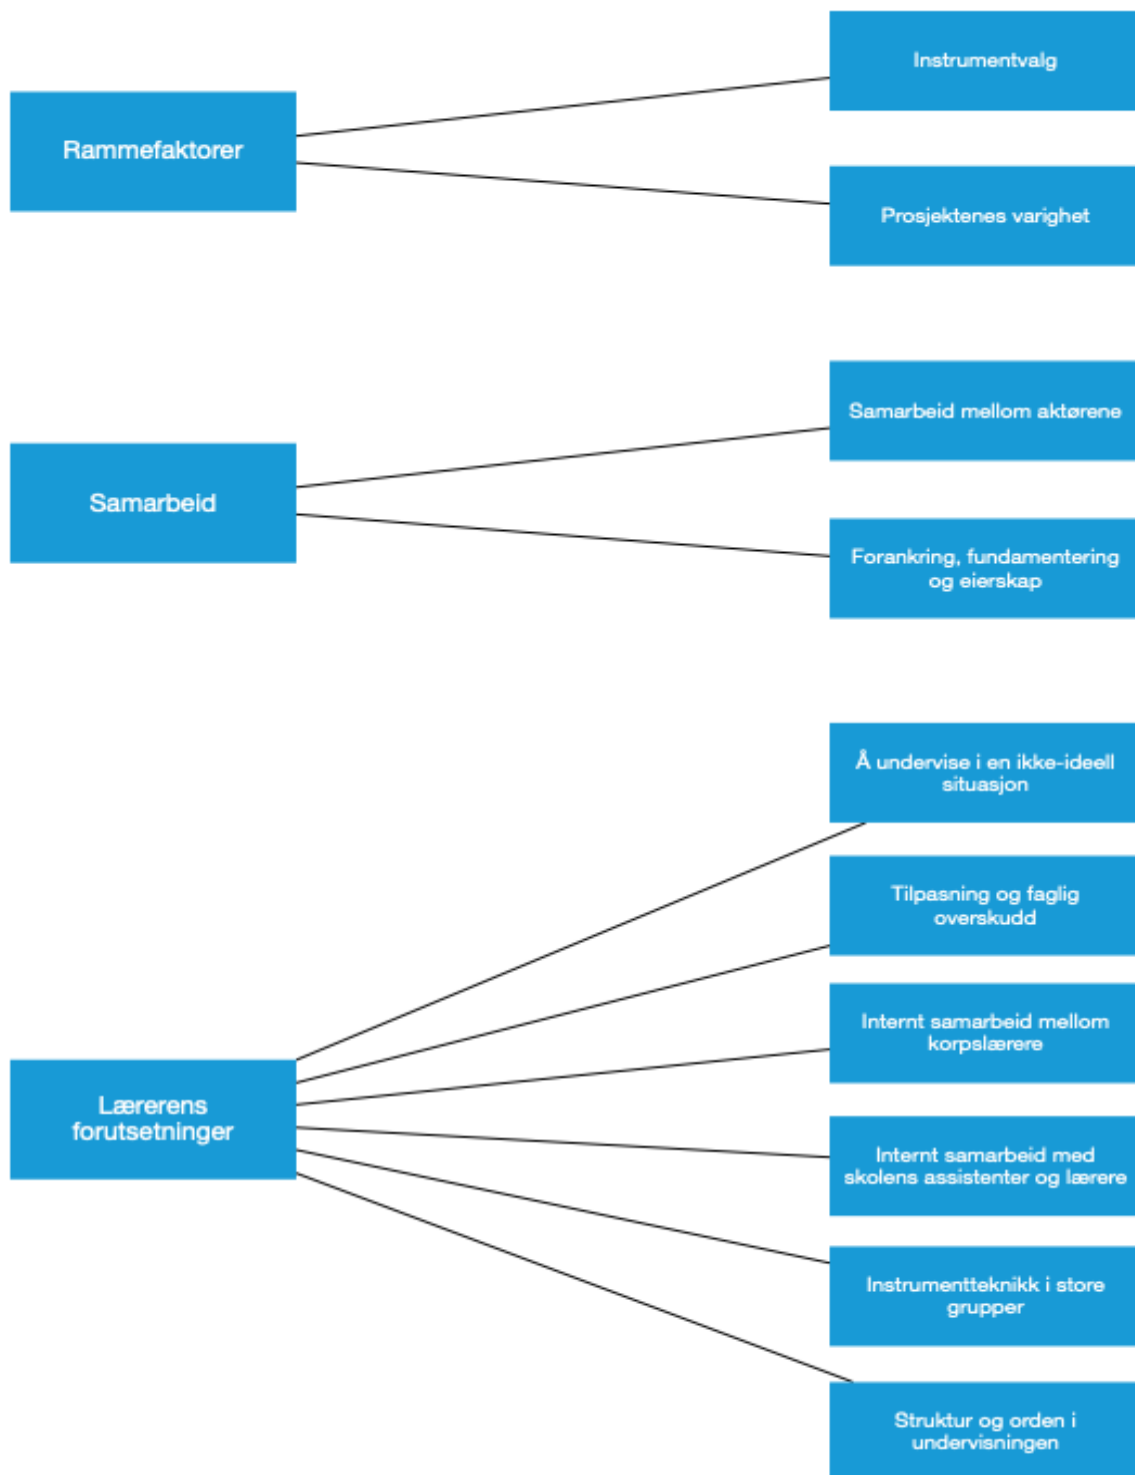 Rammefaktorer
Instrumentvalg
Prosjektenes varighet
Samarbeid
Samarbeid mellom aktørene
Forankring, fundamentering
og eierskap
Lærerens
forutsetninger
Å undervise i en ikke-ideell
situasjon
Tilpasning og faglig
overskudd
Internt samarbeid mellom
korpslærere
Internt samarbeid med
skolens assistenter og lærere
Instrumentteknikk i store
grupper
Struktur og orden i
undervisningen